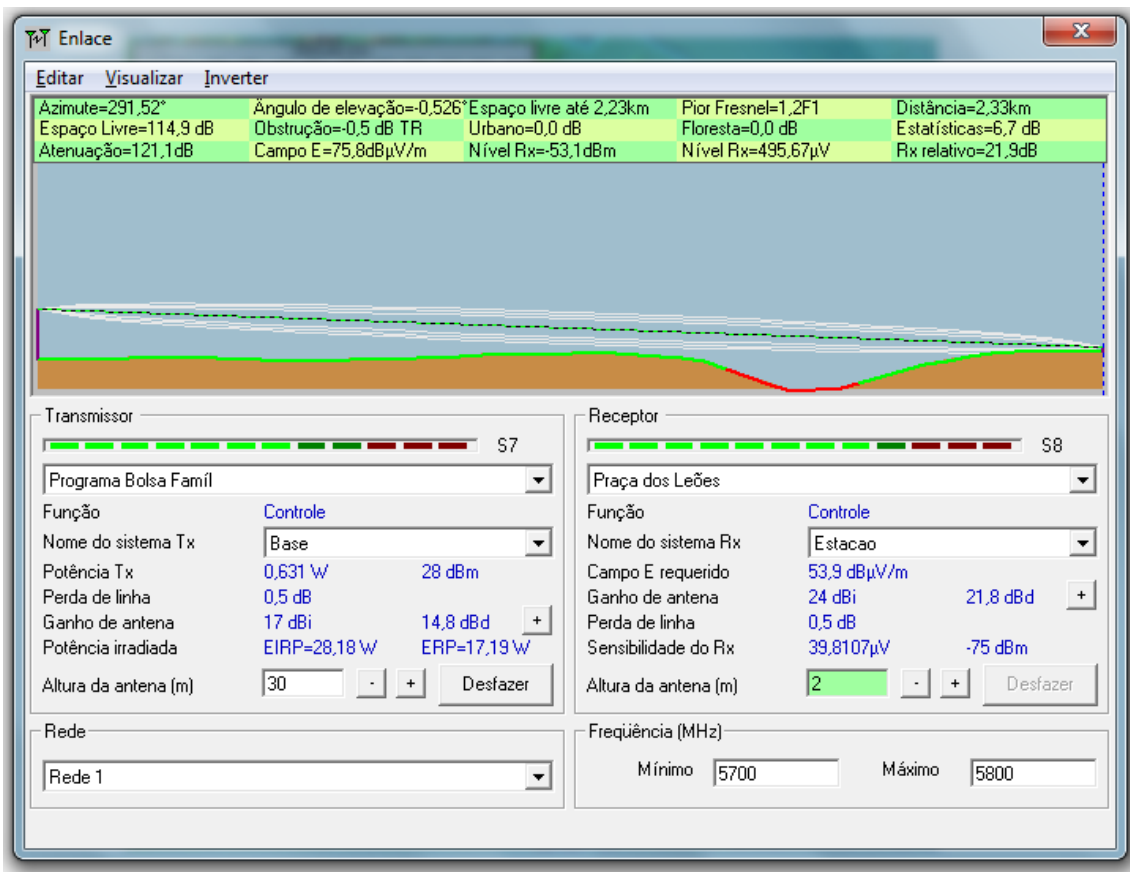 Enlace
Editar Visualizar Inverter
Azimute=291,52° Ângulo de elevação=-0,526° Espaço livre até 2,23km Pior Fresnel=1,2F1 Distância=2,33km
Espaço Livre=114,9 dB Obstrução=-0,5 dB TR Urbano=0,0 dB Floresta=0,0 dB Estatísticas=6,7 dB
Atenuação=121,1dB Campo E=75,8dBµV/m Nível Rx=-53,1dBm Nível Rx=495,67µV Rx relativo=21,9dB
Transmissor
S7
Programa Bolsa Famíl
Função Controle
Nome do sistema Tx Base
Potência Tx 0,631 W 28 dBm
Perda de linha 0,5 dB
Ganho de antena 17 dBi 14,8 dBd +
Potência irradiada EIRP=28,18 W ERP=17,19 W
Altura da antena (m) 30 - + Desfazer
Receptor
S8
Praça dos Leões
Função Controle
Nome do sistema Rx Estacao
Campo E requerido 53,9 dBµV/m
Ganho de antena 24 dBi 21,8 dBd +
Perda de linha 0,5 dB
Sensibilidade do Rx 39,8107µV -75 dBm
Altura da antena (m) 2 - + Desfazer
Rede
Rede 1
Freqüência (MHz)
Mínimo 5700 Máximo 5800